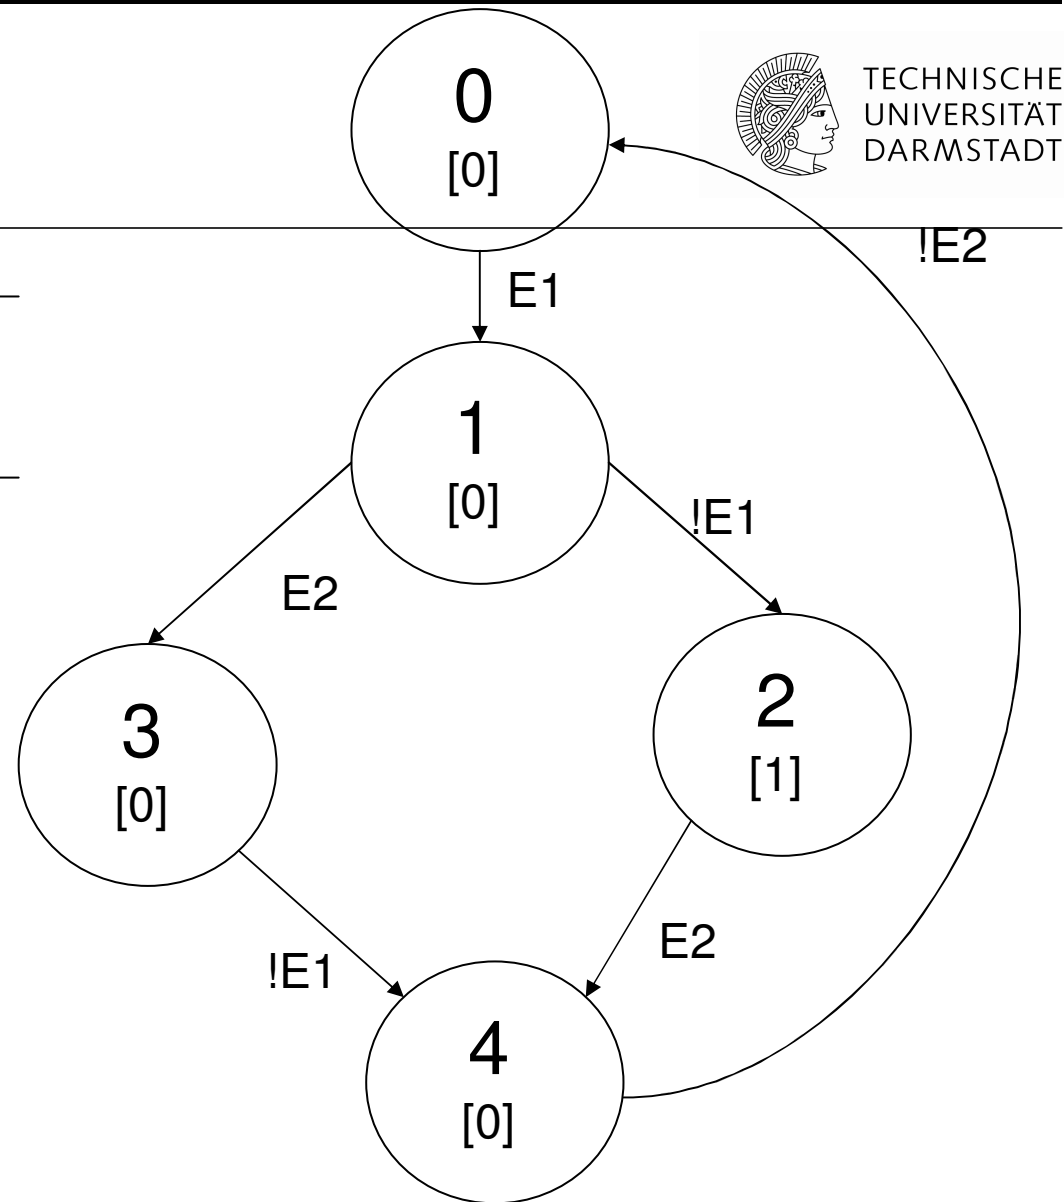 0
[0]
TECHNISCHE
UNIVERSITÄT
DARMSTADT
!E2
E1
1
[0]
!E1
E2
2
[1]
3
[0]
E2
!E1
4
[0]